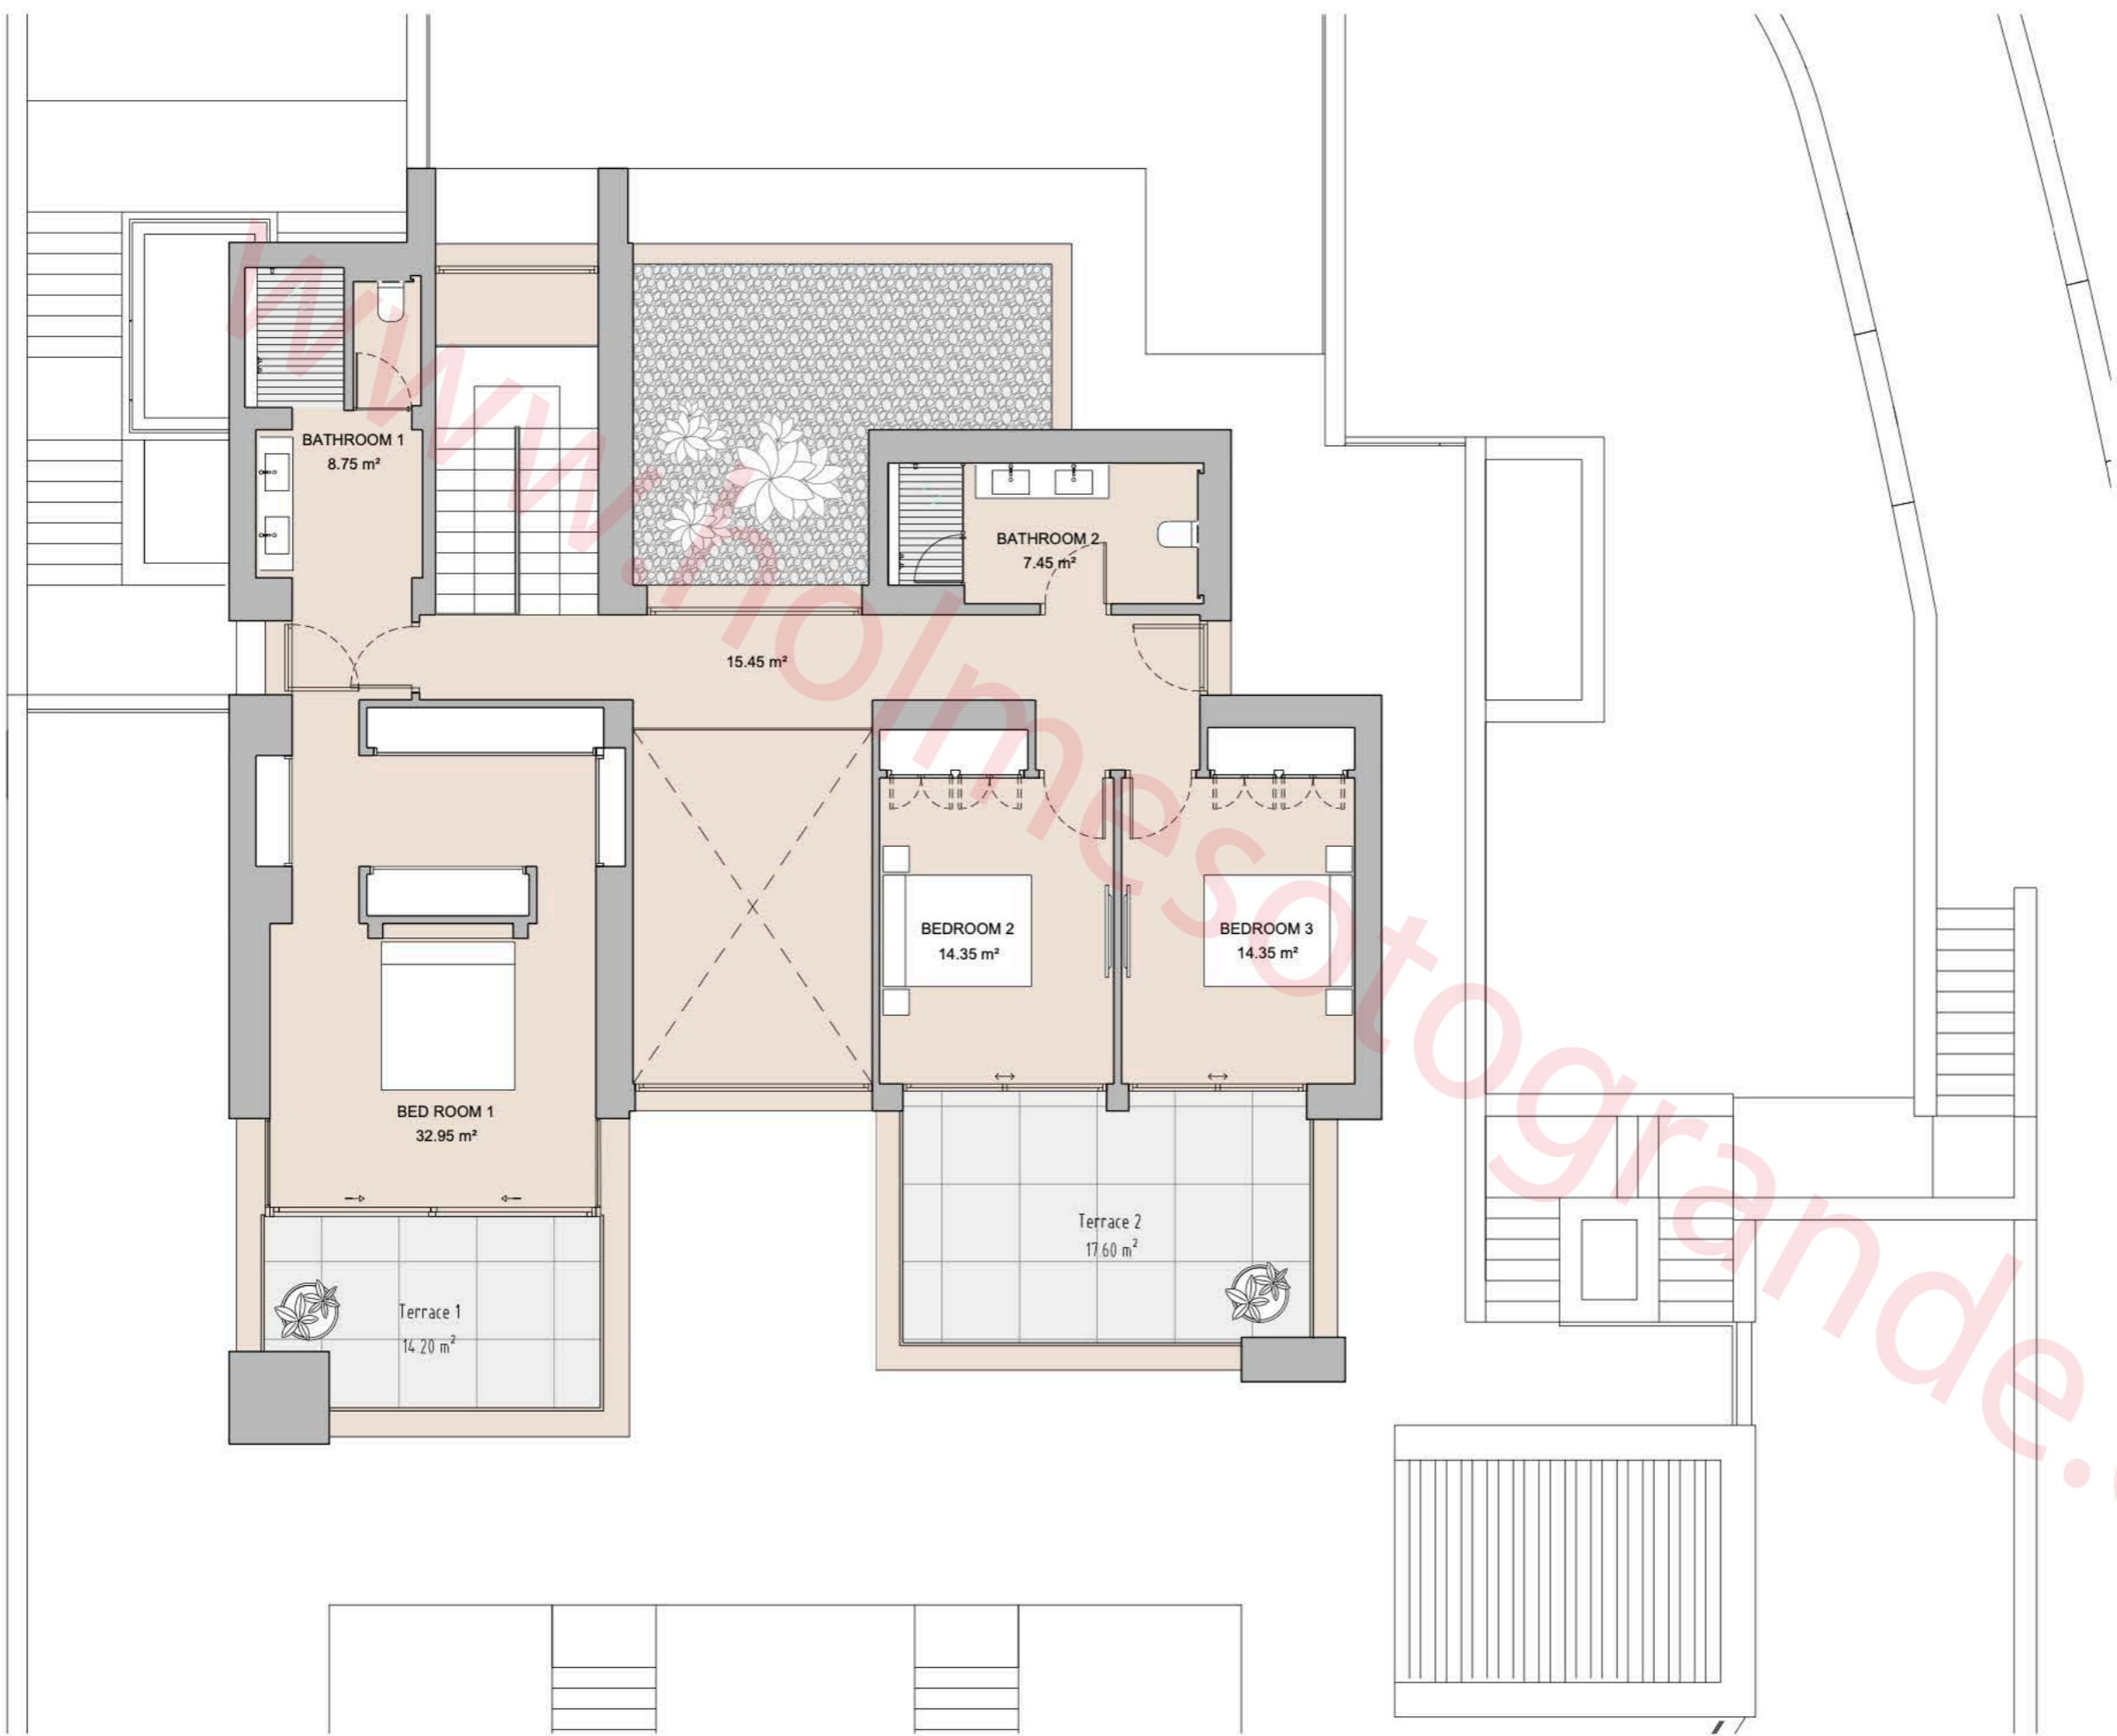 BATHROOM 1
8.75 m²
BATHROOM 2
7.45 m²
15.45 m²
BEDROOM 2
14.35 m²
BEDROOM 3
14.35 m²
BED ROOM 1
32.95 m²
Terrace 2
17.60 m²
Terrace 1
14.20 m²
www.holmesotogrande.